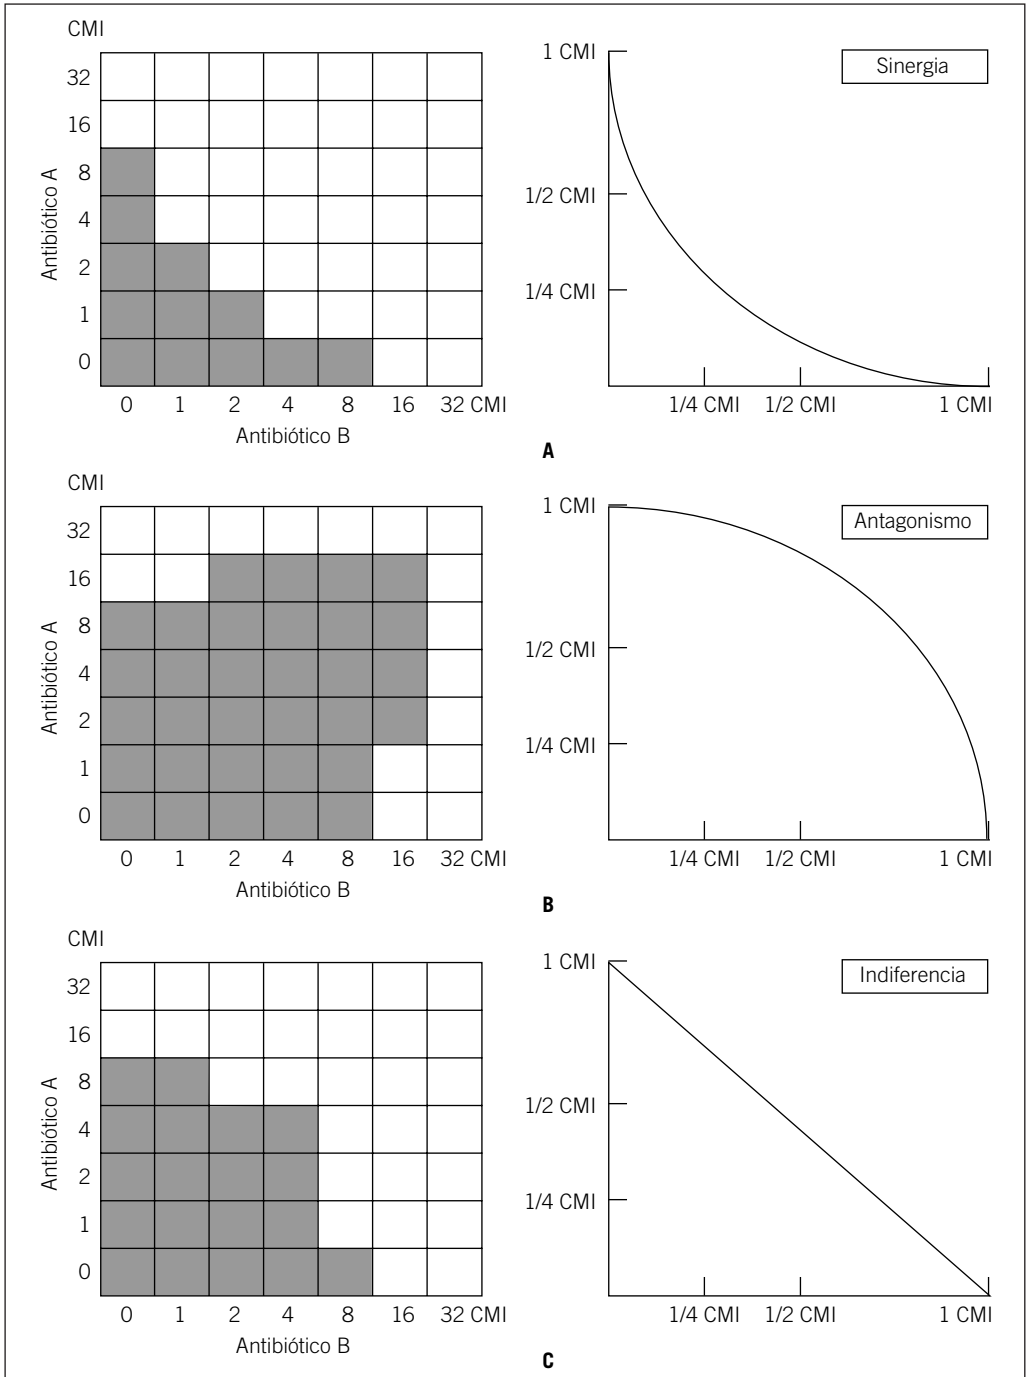 CMI
32
16
8
4
2
1
0
Antibiótico A
0 1 2 4 8 16 32 CMI
Antibiótico B
1 CMI
1/2 CMI
1/4 CMI
1/4 CMI 1/2 CMI 1 CMI
Sinergia
A
CMI
32
16
8
4
2
1
0
Antibiótico A
0 1 2 4 8 16 32 CMI
Antibiótico B
1 CMI
1/2 CMI
1/4 CMI
1/4 CMI 1/2 CMI 1 CMI
Antagonismo
B
CMI
32
16
8
4
2
1
0
Antibiótico A
0 1 2 4 8 16 32 CMI
Antibiótico B
1 CMI
1/2 CMI
1/4 CMI
1/4 CMI 1/2 CMI 1 CMI
Indiferencia
C